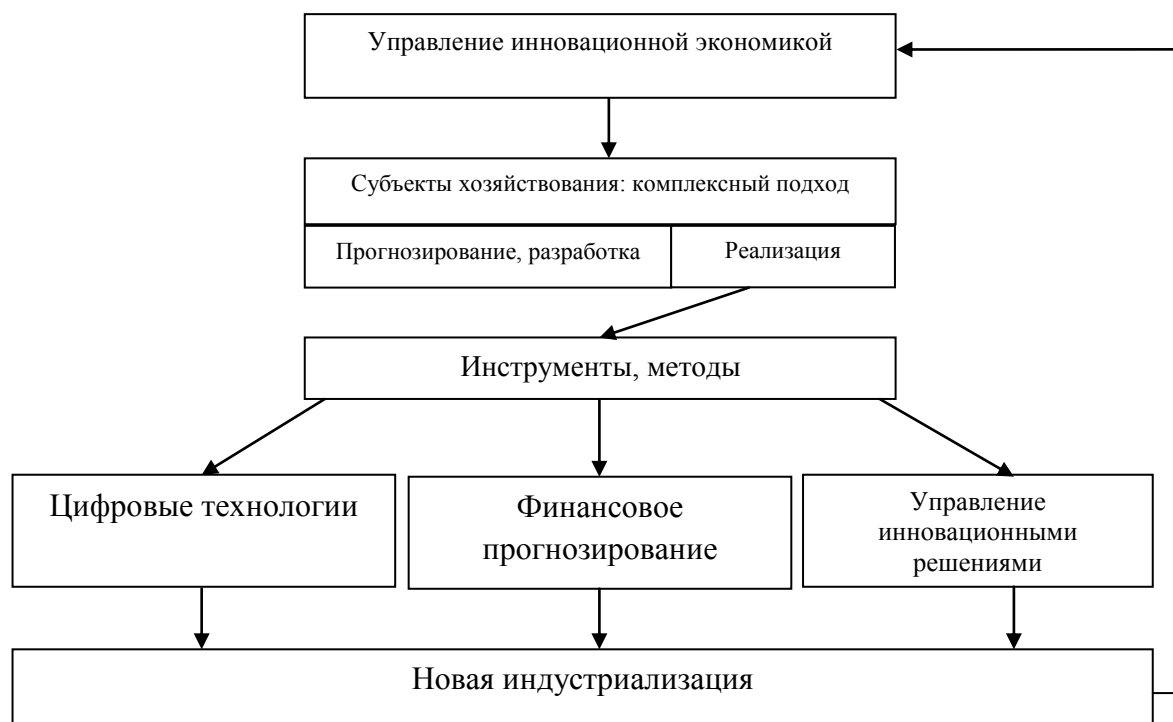 Управление инновационной экономикой
Субъекты хозяйствования: комплексный подход
Прогнозирование, разработка
Реализация
Инструменты, методы
Цифровые технологии
Финансовое
прогнозирование
Управление
инновационными
решениями
Новая индустриализация